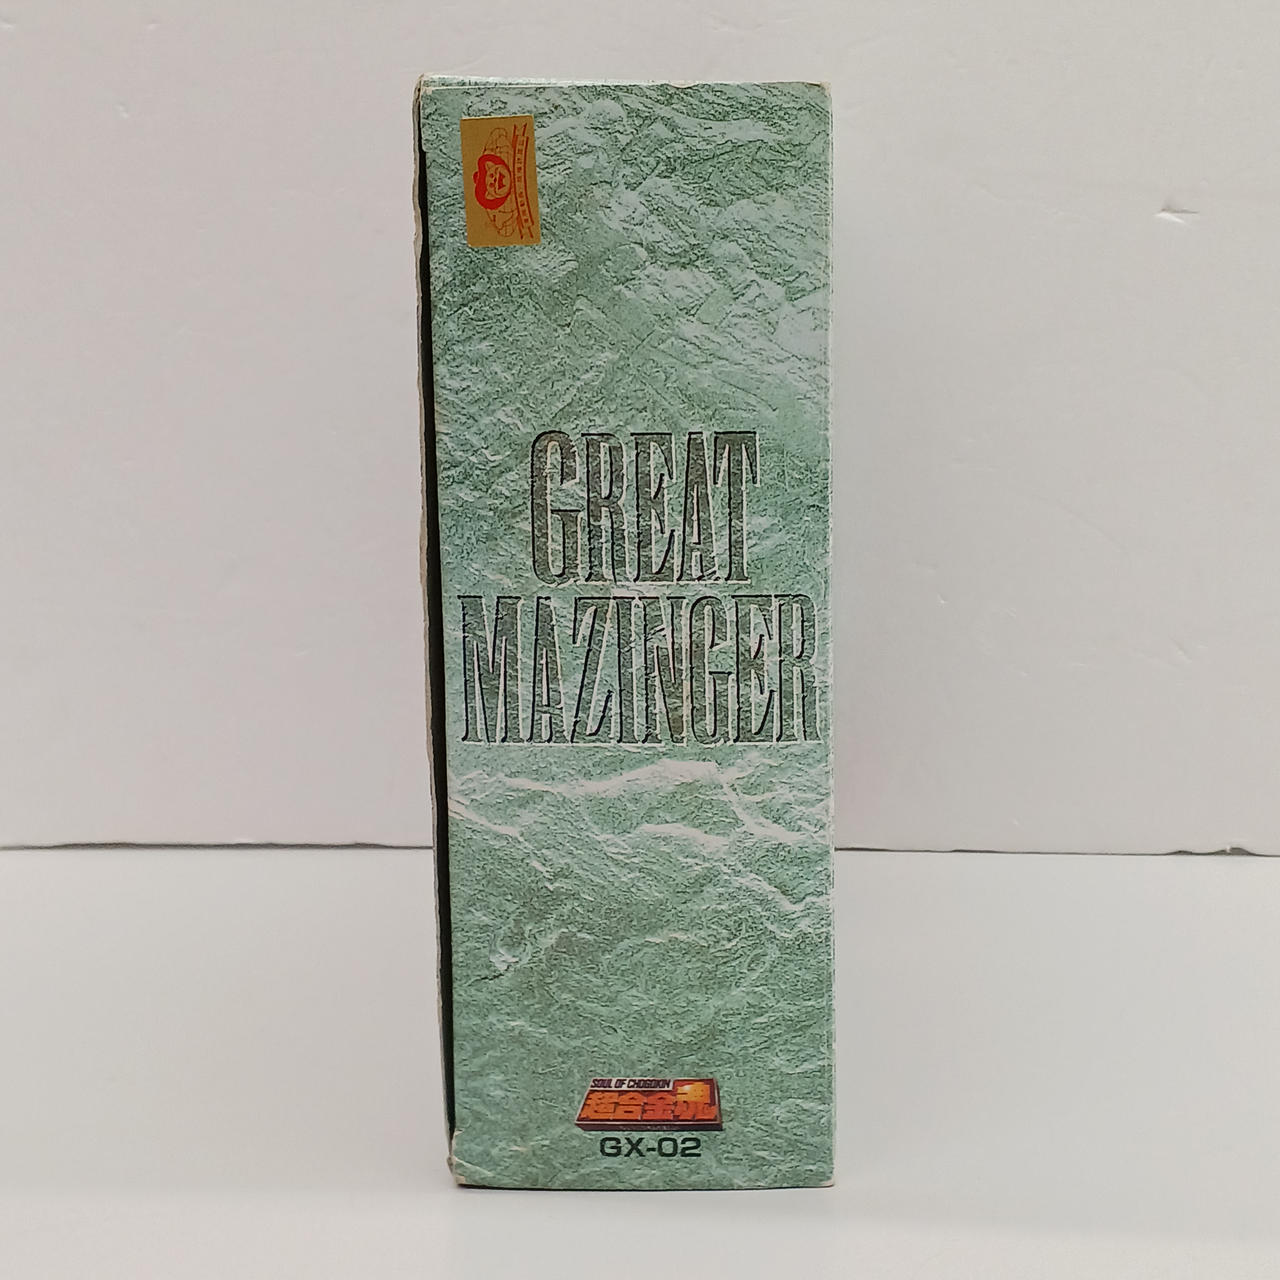 GREAT
MAZINGER
SOUL OF CHOGOKIN
超合金魂
GX-02